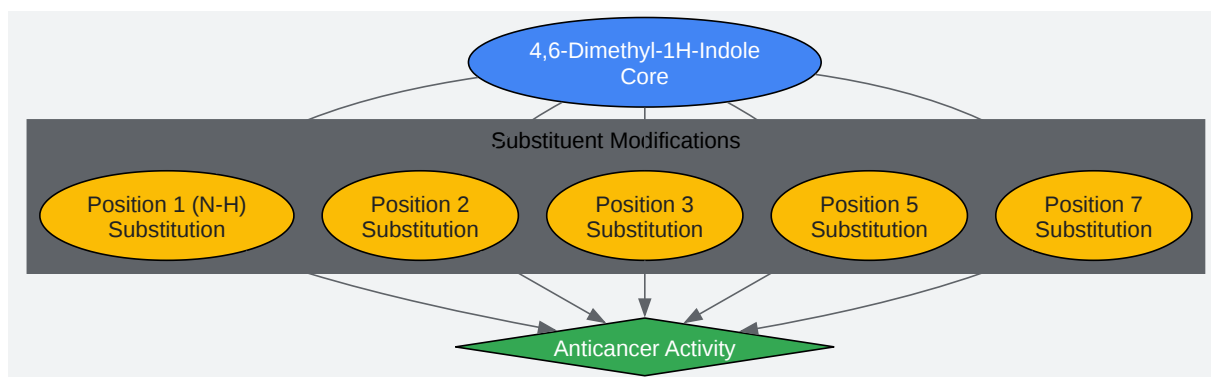 4,6-Dimethyl-1H-Indole
Core
Substituent Modifications
Position 1 (N-H)
Substitution
Position 2
Substitution
Position 3
Substitution
Position 5
Substitution
Position 7
Substitution
Anticancer Activity